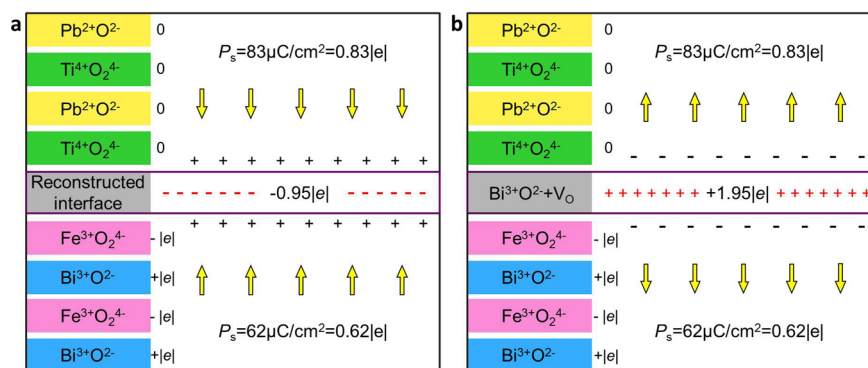 a
Pb²⁺O²⁻ 0
Pₛ=83μC/cm²=0.83|e|
Ti⁴⁺O₂⁴⁻ 0
Pb²⁺O²⁻ 0
Ti⁴⁺O₂⁴⁻ 0
+ + + + + + + +
Reconstructed
interface
- - - - - - - -0.95|e| - - - - - -
+ + + + + + + +
Fe³⁺O₂⁴⁻ -|e|
Bi³⁺O²⁻ +|e|
Fe³⁺O₂⁴⁻ -|e|
Pₛ=62μC/cm²=0.62|e|
Bi³⁺O²⁻ +|e|
b
Pb²⁺O²⁻ 0
Pₛ=83μC/cm²=0.83|e|
Ti⁴⁺O₂⁴⁻ 0
Pb²⁺O²⁻ 0
Ti⁴⁺O₂⁴⁻ 0
- - - - - - - -
Bi³⁺O²⁻+V₀ + + + + + + + +1.95|e| + + + + + + +
- - - - - - - -
Fe³⁺O₂⁴⁻ -|e|
Bi³⁺O²⁻ +|e|
Fe³⁺O₂⁴⁻ -|e|
Pₛ=62μC/cm²=0.62|e|
Bi³⁺O²⁻ +|e|